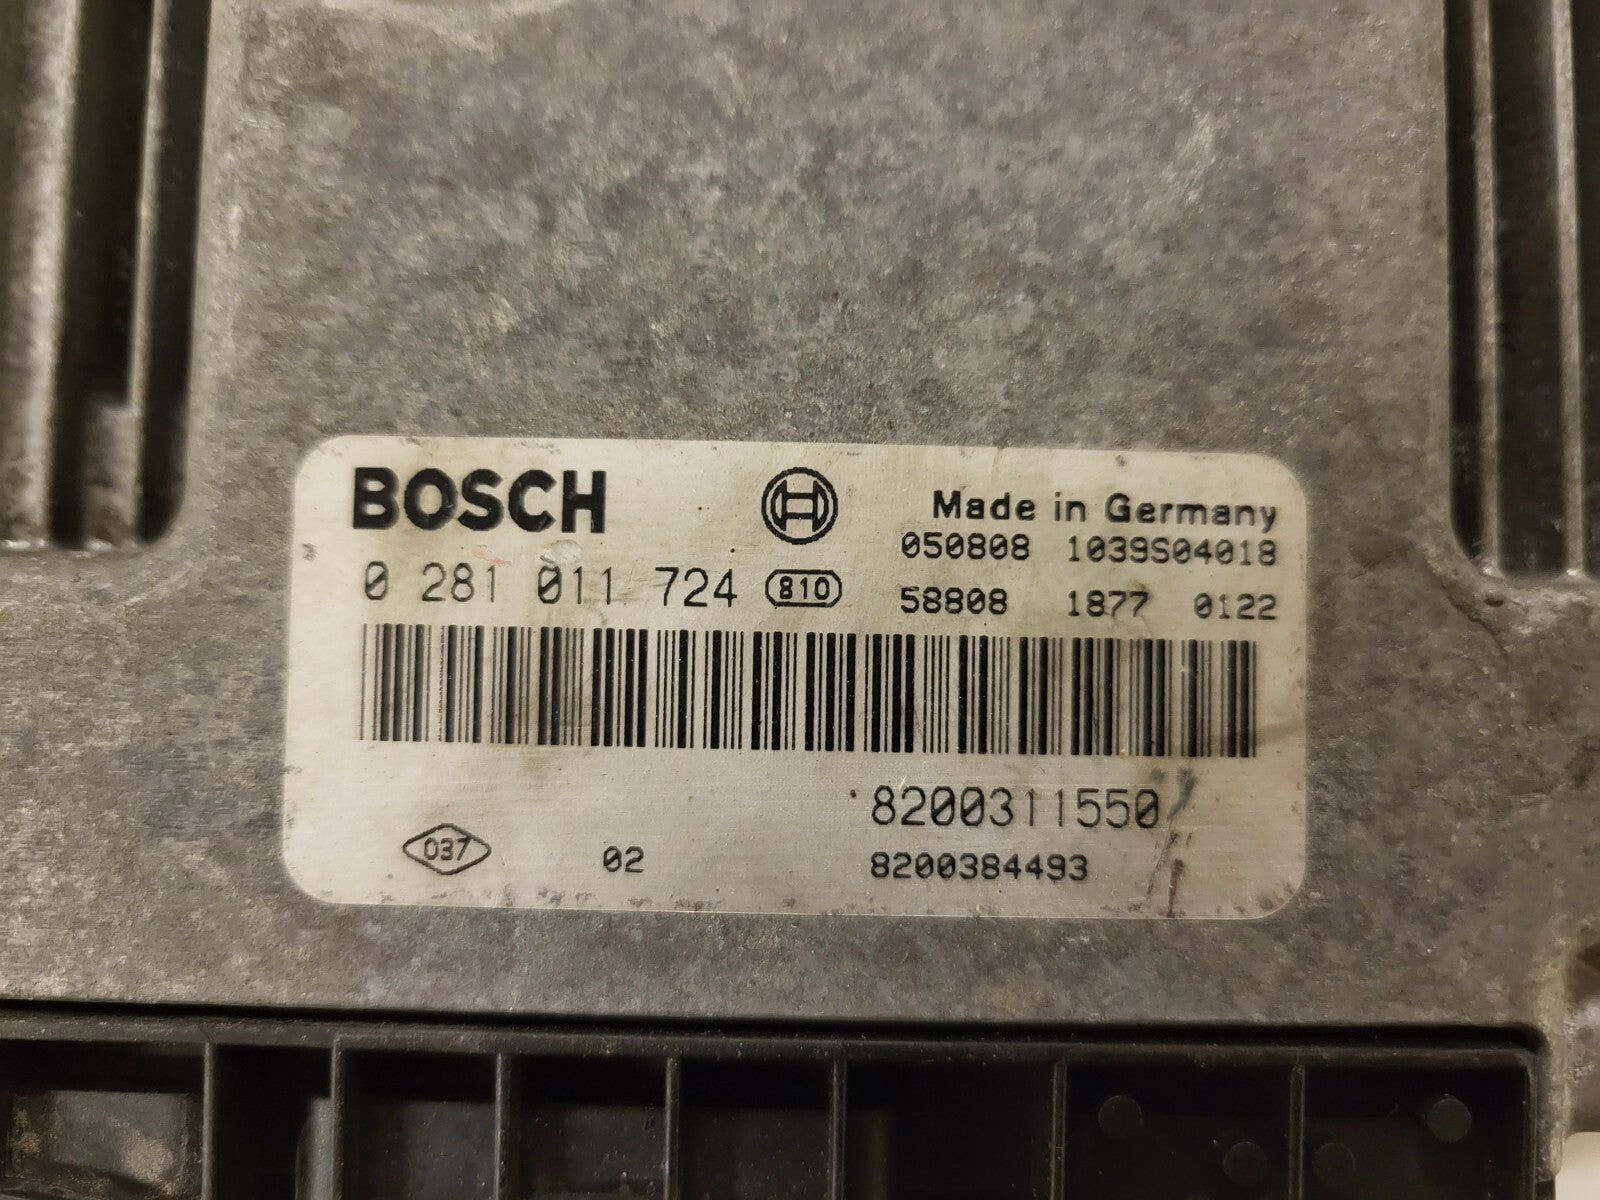 BOSCH
Made in Germany
050808 1039S04018
0 281 011 724 810
58808 1877 0122
8200311550
037 02 8200384493